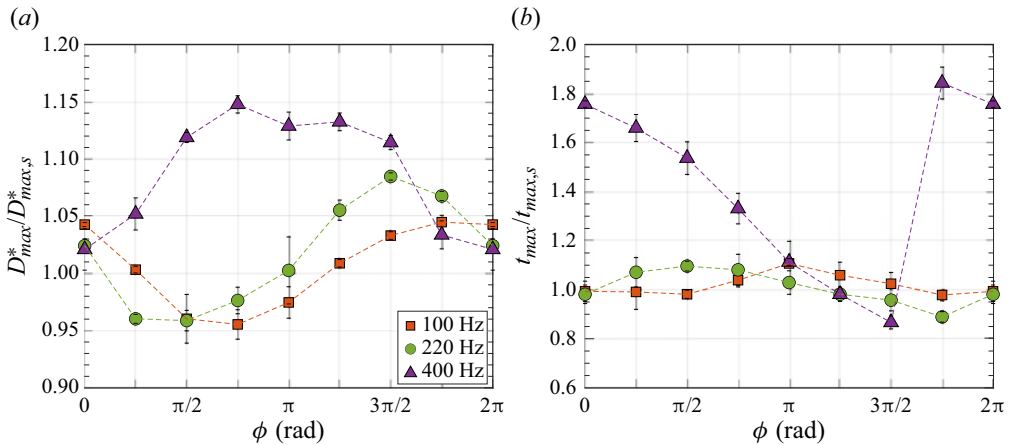 (a)
1.20
1.15
1.10
1.05
1.00
0.95
0.90
D*max/D*max,s
0
π/2
π
3π/2
2π
ϕ (rad)
100 Hz
220 Hz
400 Hz
(b)
2.0
1.8
1.6
1.4
1.2
1.0
0.8
0.6
tmax/tmax,s
0
π/2
π
3π/2
2π
ϕ (rad)